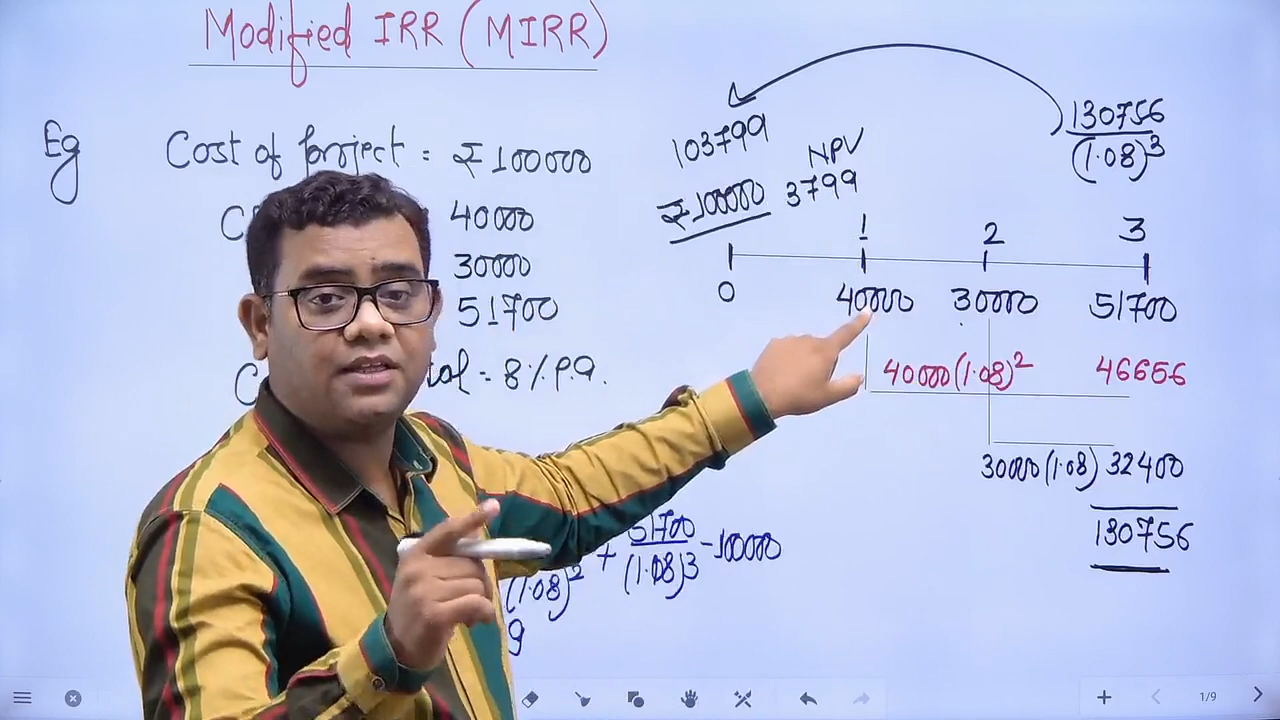 Modified IRR (MIRR)
Eg
Cost of project = ₹100000
40000
30000
51700
= 8% P.a.
103799
130756
(1.08)³
NPV
₹100000 3799
1 2 3
0 40000 30000 51700
40000(1.08)² 46656
30000(1.08) 32400
130756
(1.08)² + 51700
(1.08)3 -100000
9
1/9